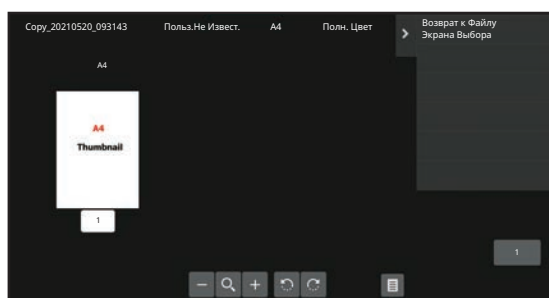 Copy_20210520_093143 Польз.Не Извест. A4 Полн. Цвет
Возврат к Файлу
Экрана Выбора
A4
A4
Thumbnail
1
1